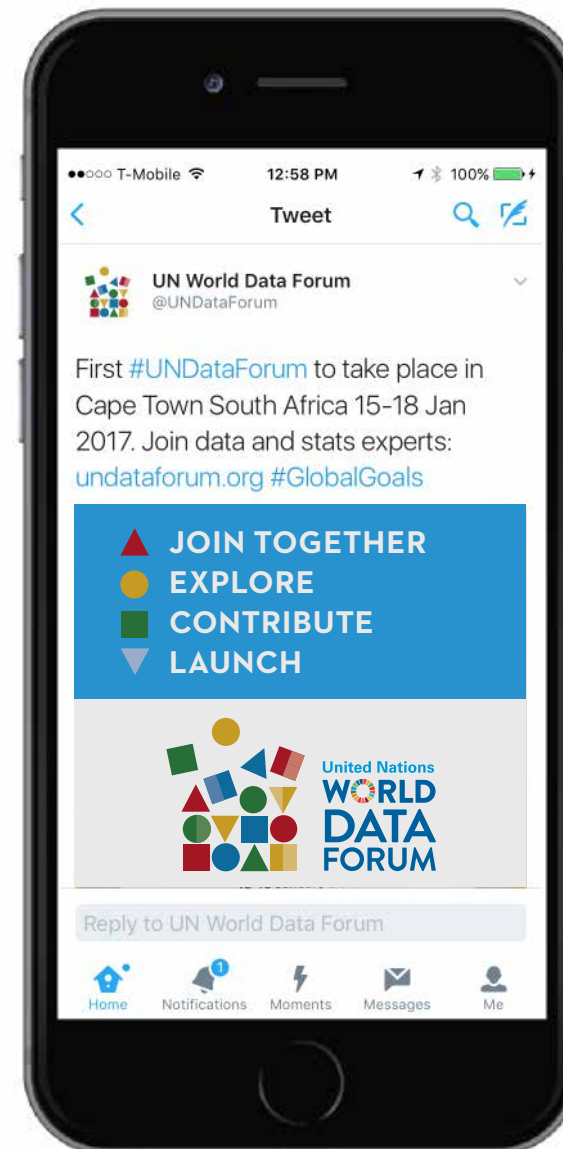 T-Mobile 12:58 PM 100%
Tweet
UN World Data Forum
@UNDataForum
First #UNDataForum to take place in
Cape Town South Africa 15-18 Jan
2017. Join data and stats experts:
undataforum.org #GlobalGoals
JOIN TOGETHER
EXPLORE
CONTRIBUTE
LAUNCH
United Nations
WORLD
DATA
FORUM
Reply to UN World Data Forum
1
Home Notifications Moments Messages Me